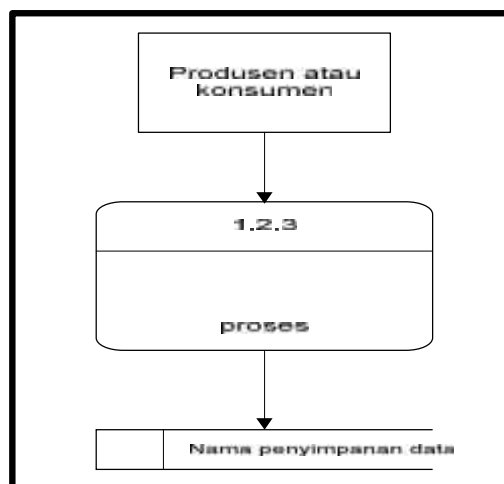 Produsen atau
konsumen
1.2.3
proses
Nama penyimpanan data